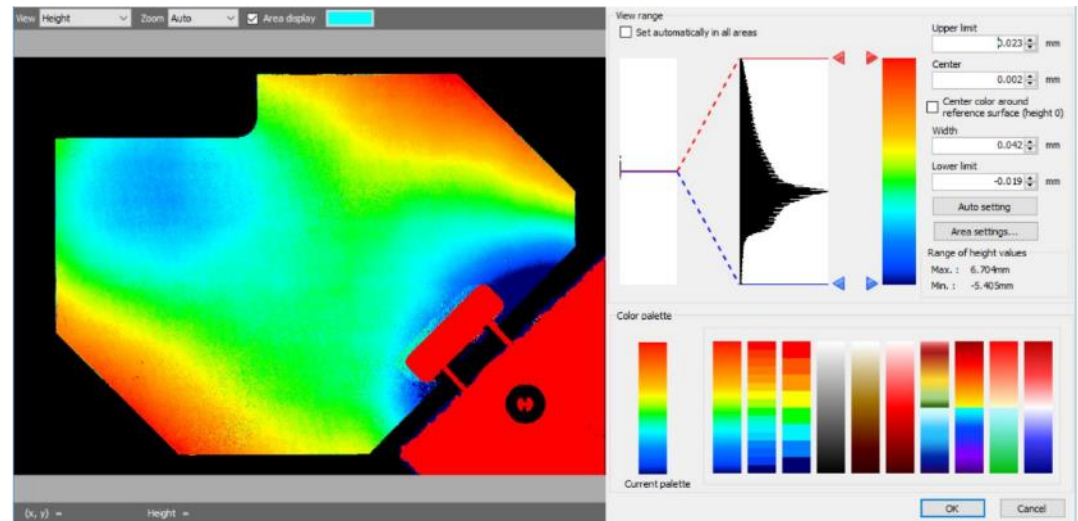 View Height Zoom Auto Area display
(x, y) = Height =
View range
Set automatically in all areas
Upper limit
0.023 mm
Center
0.002 mm
Center color around
reference surface (height 0)
Width
0.042 mm
Lower limit
-0.019 mm
Auto setting
Area settings...
Range of height values
Max. : 6.704mm
Min. : -5.405mm
Color palette
Current palette
OK Cancel